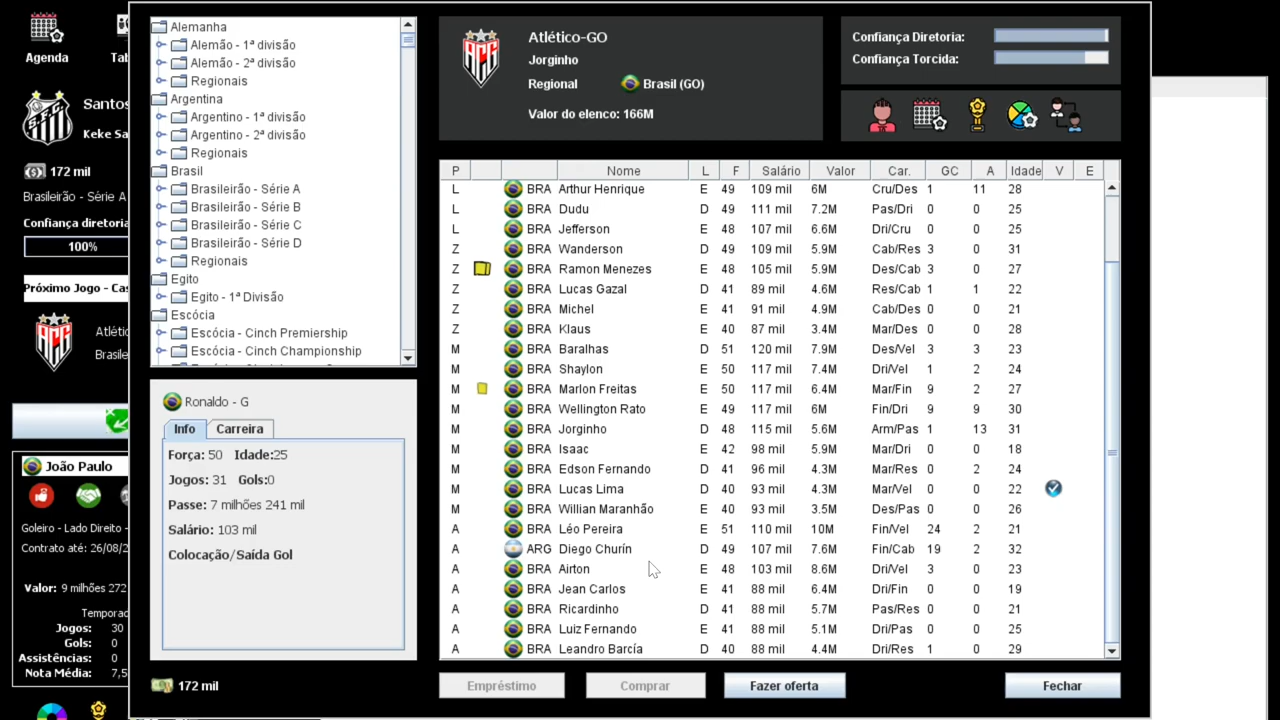 Agenda
Tab
Santos
Keke Sa
172 mil
Brasileirão - Série A
Confiança diretoria
100%
Próximo Jogo - Cas
Atléti
Brasile
João Paulo
Goleiro - Lado Direito -
Contrato até: 26/08/2
Valor: 9 milhões 272
Temporad
Jogos: 30
Gols: 0
Assistências: 0
Nota Média: 7,5
Alemanha
Alemão - 1ª divisão
Alemão - 2ª divisão
Regionais
Argentina
Argentino - 1ª divisão
Argentino - 2ª divisão
Regionais
Brasil
Brasileirão - Série A
Brasileirão - Série B
Brasileirão - Série C
Brasileirão - Série D
Regionais
Egito
Egito - 1ª Divisão
Escócia
Escócia - Cinch Premiership
Escócia - Cinch Championship
Ronaldo - G
Info Carreira
Força: 50 Idade:25
Jogos: 31 Gols:0
Passe: 7 milhões 241 mil
Salário: 103 mil
Colocação/Saída Gol
172 mil
Atlético-GO
Jorginho
Regional Brasil (GO)
Valor do elenco: 166M
Confiança Diretoria:
Confiança Torcida:
P Nome L F Salário Valor Car. GC A Idade V E
L BRA Arthur Henrique E 49 109 mil 6M Cru/Des 1 11 28
L BRA Dudu D 49 111 mil 7.2M Pas/Dri 0 0 25
L BRA Jefferson E 48 107 mil 6.6M Dri/Cru 0 0 25
Z BRA Wanderson D 49 109 mil 5.9M Cab/Res 3 0 31
Z BRA Ramon Menezes E 48 105 mil 5.9M Des/Cab 3 0 27
Z BRA Lucas Gazal D 41 89 mil 4.6M Res/Cab 1 1 22
Z BRA Michel E 41 91 mil 4.9M Cab/Des 0 0 21
Z BRA Klaus E 40 87 mil 3.4M Mar/Des 0 0 28
M BRA Baralhas D 51 120 mil 7.9M Des/Vel 3 3 23
M BRA Shaylon E 50 117 mil 7.4M Dri/Vel 1 2 24
M BRA Marlon Freitas E 50 117 mil 6.4M Mar/Fin 9 2 27
M BRA Wellington Rato E 49 117 mil 6M Fin/Dri 9 9 30
M BRA Jorginho D 48 115 mil 5.6M Arm/Pas 1 13 31
M BRA Isaac E 42 98 mil 5.9M Mar/Dri 0 0 18
M BRA Edson Fernando D 41 96 mil 4.3M Mar/Res 0 2 24
M BRA Lucas Lima D 40 93 mil 4.3M Mar/Vel 0 0 22
M BRA Willian Maranhão E 40 93 mil 3.5M Des/Pas 0 0 26
A BRA Léo Pereira E 51 110 mil 10M Fin/Vel 24 2 21
A ARG Diego Churín D 49 107 mil 7.6M Fin/Cab 19 2 32
A BRA Airton E 48 103 mil 8.6M Dri/Vel 3 0 23
A BRA Jean Carlos E 41 88 mil 6.4M Dri/Fin 0 0 19
A BRA Ricardinho D 41 88 mil 5.7M Pas/Res 0 0 21
A BRA Luiz Fernando E 41 88 mil 5.1M Dri/Pas 0 0 25
A BRA Leandro Barcía D 40 88 mil 4.4M Dri/Res 1 0 29
Empréstimo
Comprar
Fazer oferta
Fechar